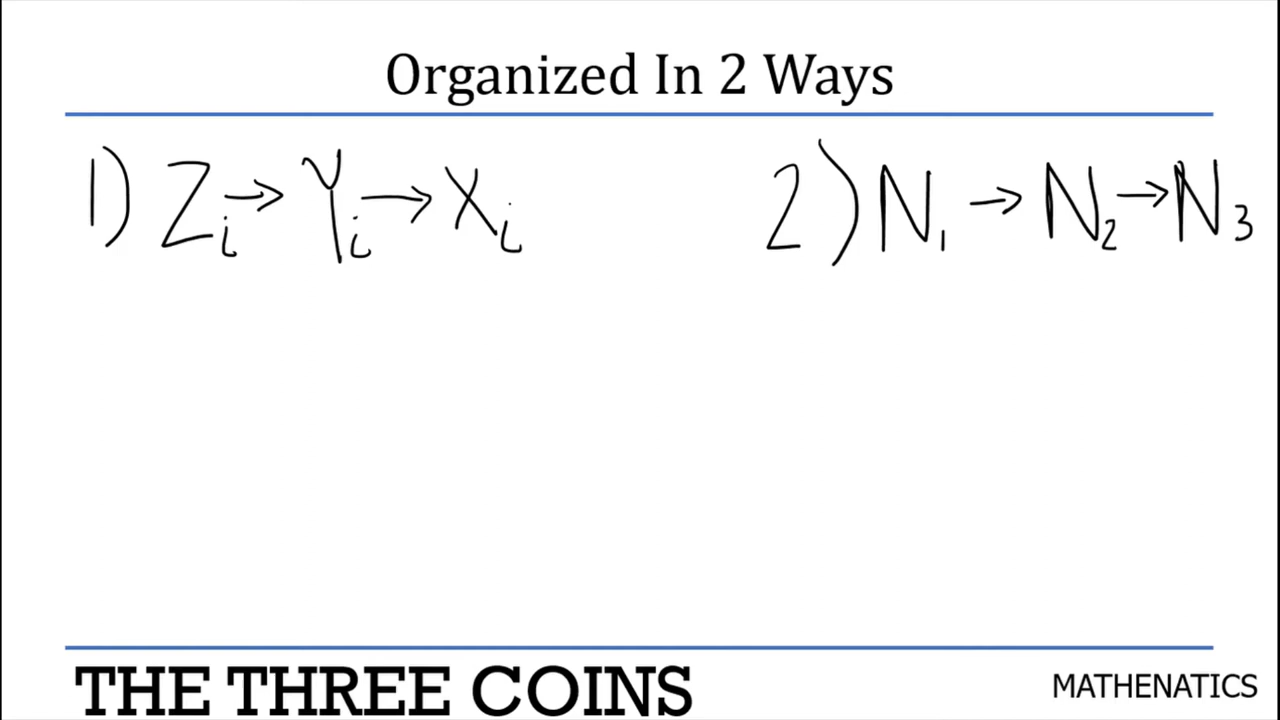 Organized In 2 Ways
1) Zᵢ → Yᵢ → Xᵢ
2) N₁ → N₂ → N₃
THE THREE COINS
MATHENATICS